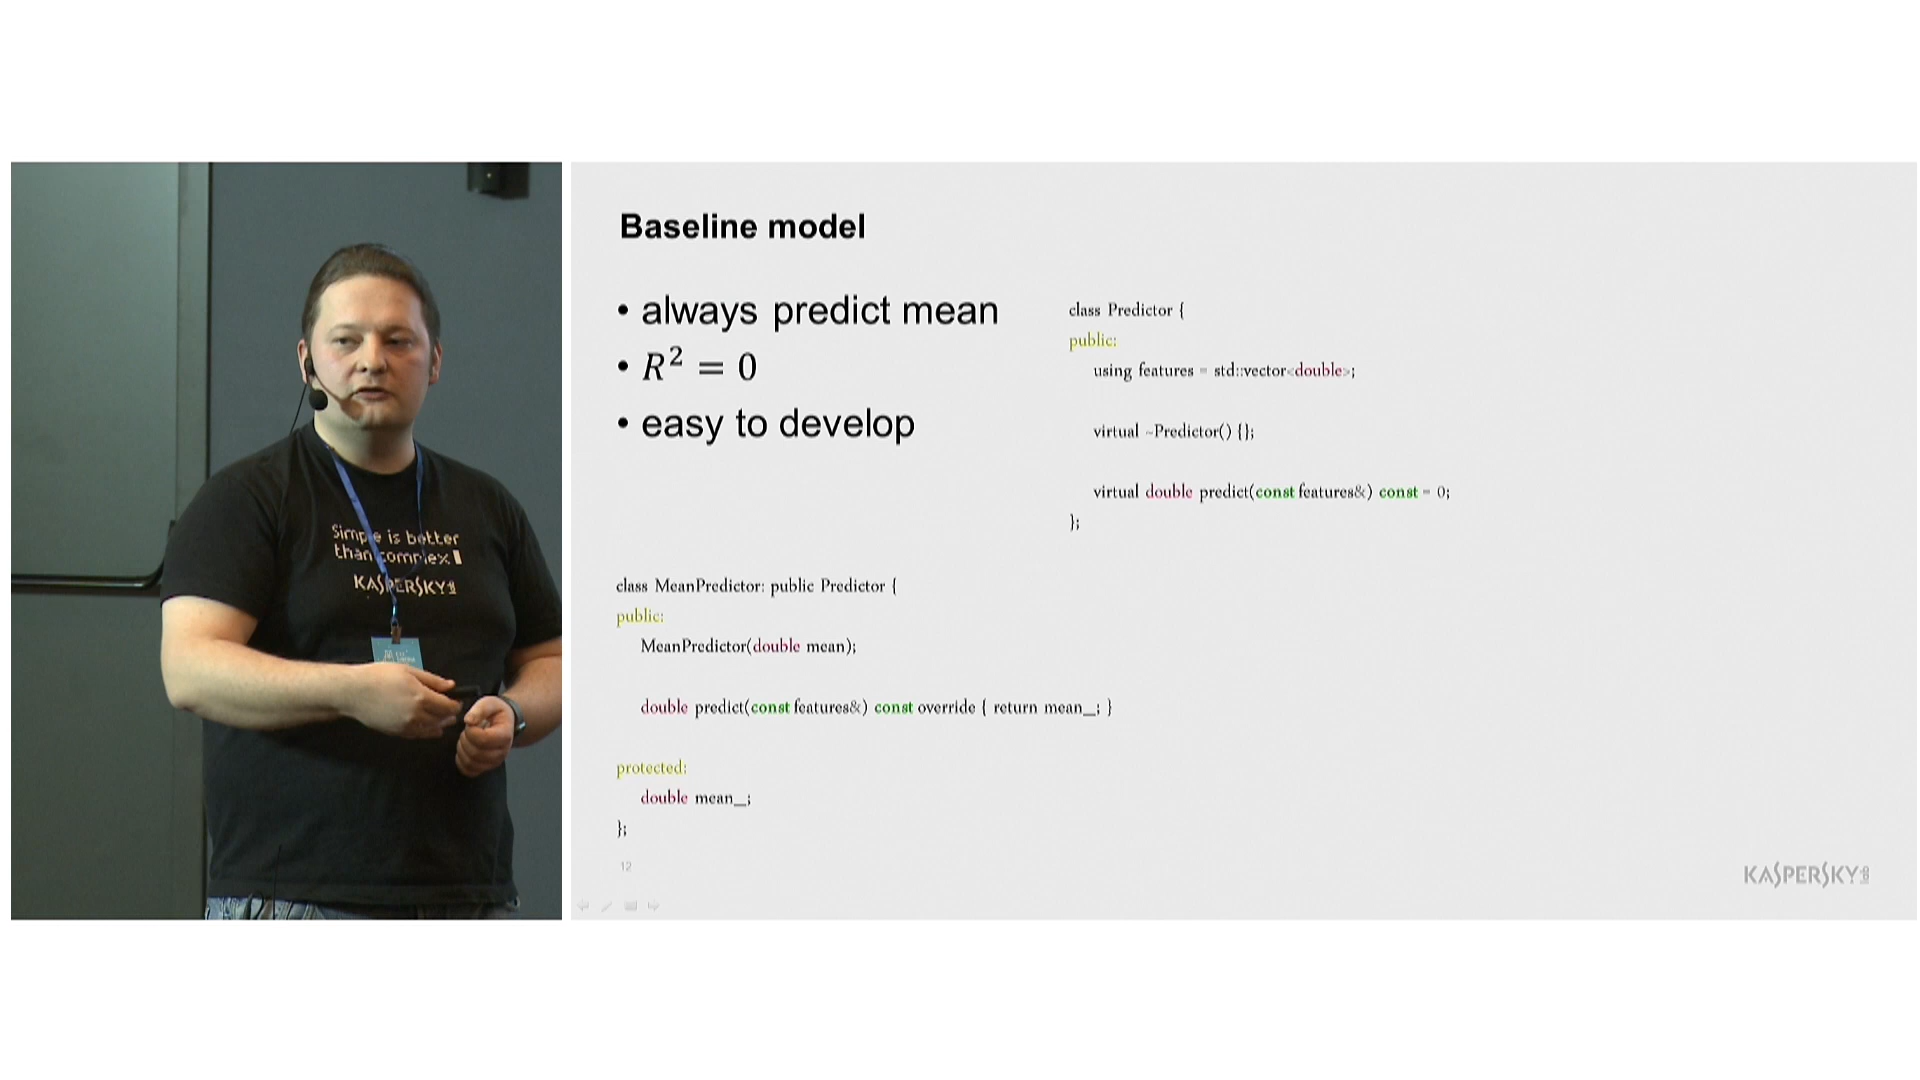 Baseline model
• always predict mean
• R² = 0
• easy to develop
class Predictor {
public:
using features = std::vector<double>;
virtual ~Predictor() {};
virtual double predict(const features&) const = 0;
};
class MeanPredictor: public Predictor {
public:
MeanPredictor(double mean);
double predict(const features&) const override { return mean_; }
protected:
double mean_;
};
12
KASPERSKY
Simple is better
than complex
KASPERSKY